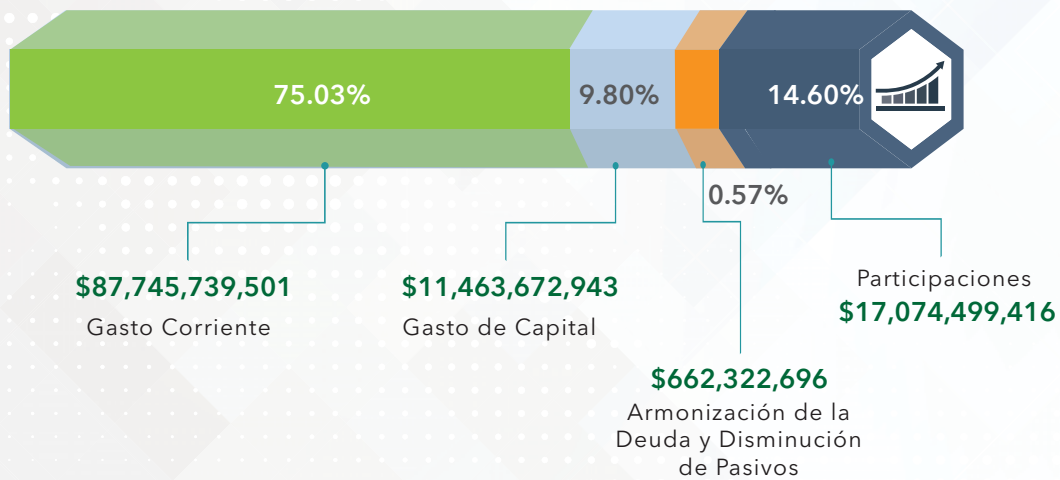 75.03%
9.80%
14.60%
0.57%
$87,745,739,501
Gasto Corriente
$11,463,672,943
Gasto de Capital
Participaciones
$17,074,499,416
$662,322,696
Armonización de la
Deuda y Disminución
de Pasivos